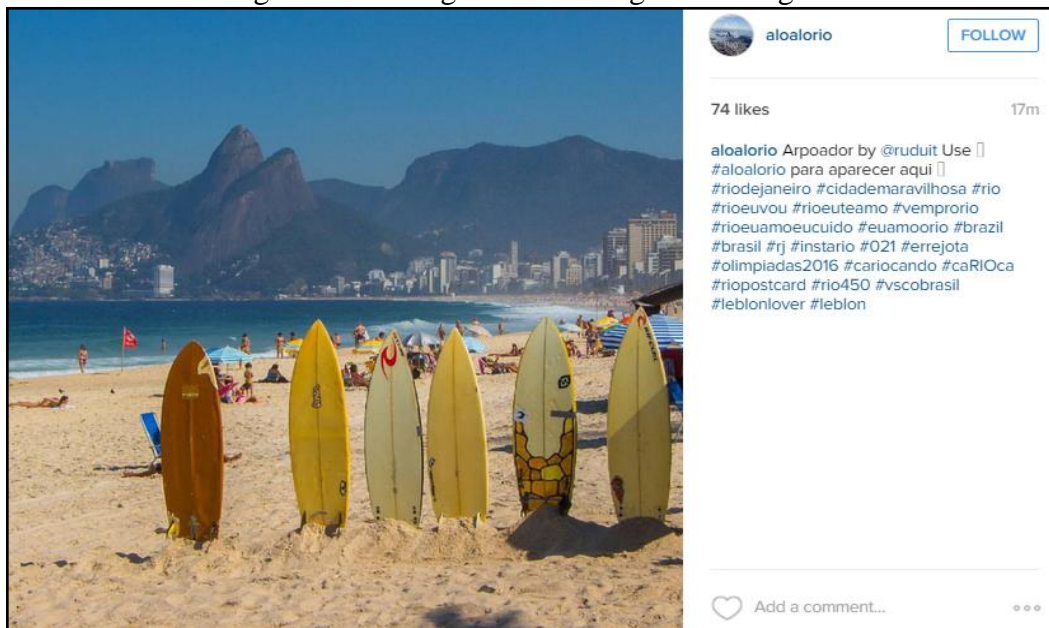 aloalorio
FOLLOW
74 likes
17m
aloalorio Arpoador by @ruduit Use
#aloalorio para aparecer aqui
#riodejaneiro #cidademaravilhosa #rio
#rioeuvou #rioeuteamo #vemprorio
#rioeuamoeucuido #euamoorio #brazil
#brasil #rj #instario #021 #errejota
#olimpiadas2016 #cariocando #caRIOca
#riopostcard #rio450 #vscobrasil
#leblonlover #leblon
Add a comment...